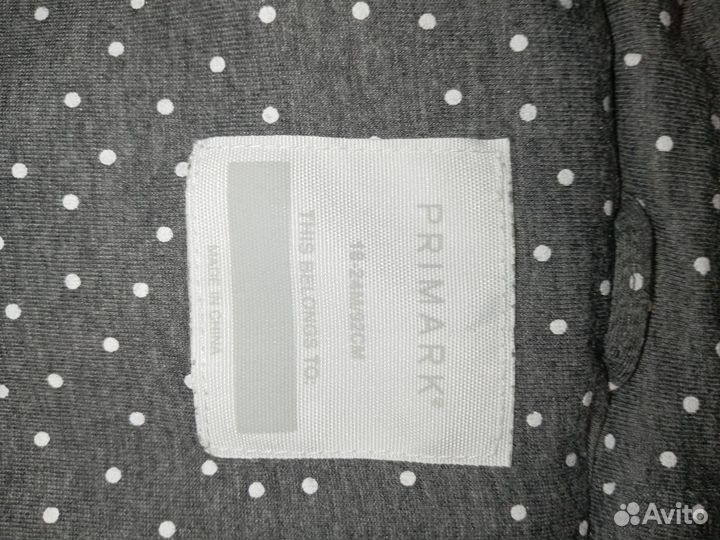 PRIMARK®
18-24M/92CM
THIS BELONGS TO:
MADE IN CHINA
Avito